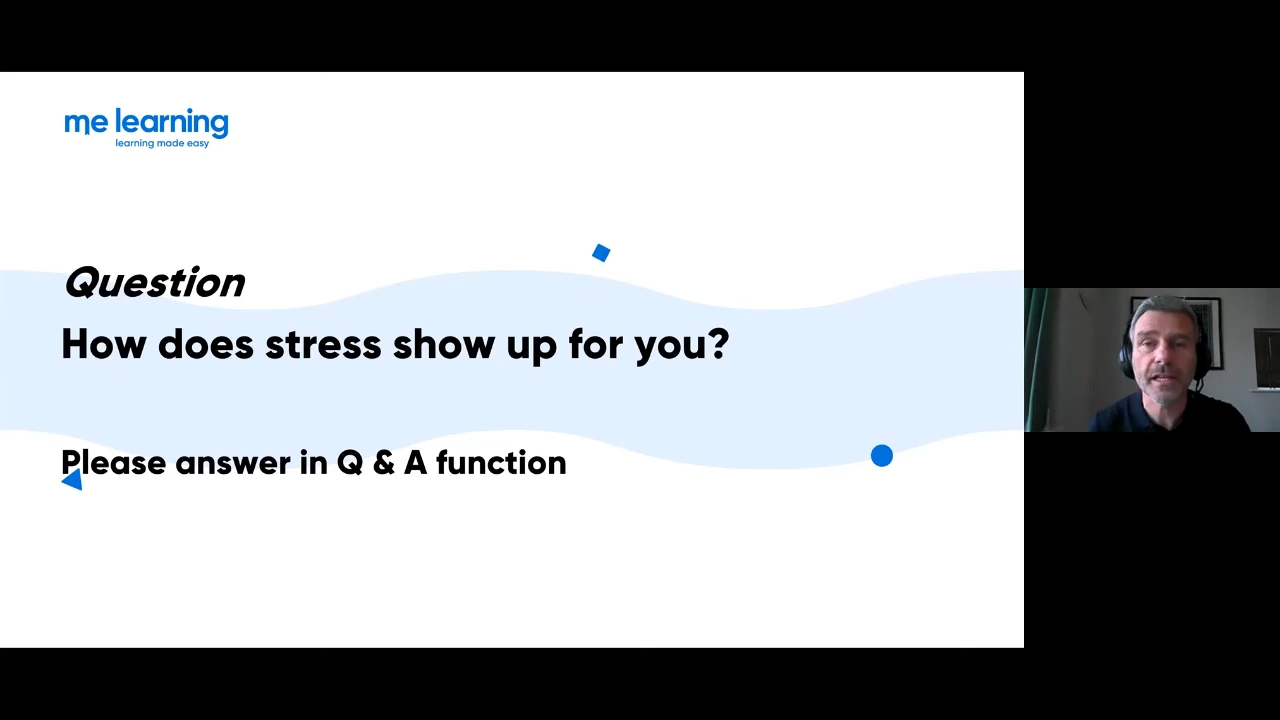 me learning
learning made easy
Question
How does stress show up for you?
Please answer in Q & A function